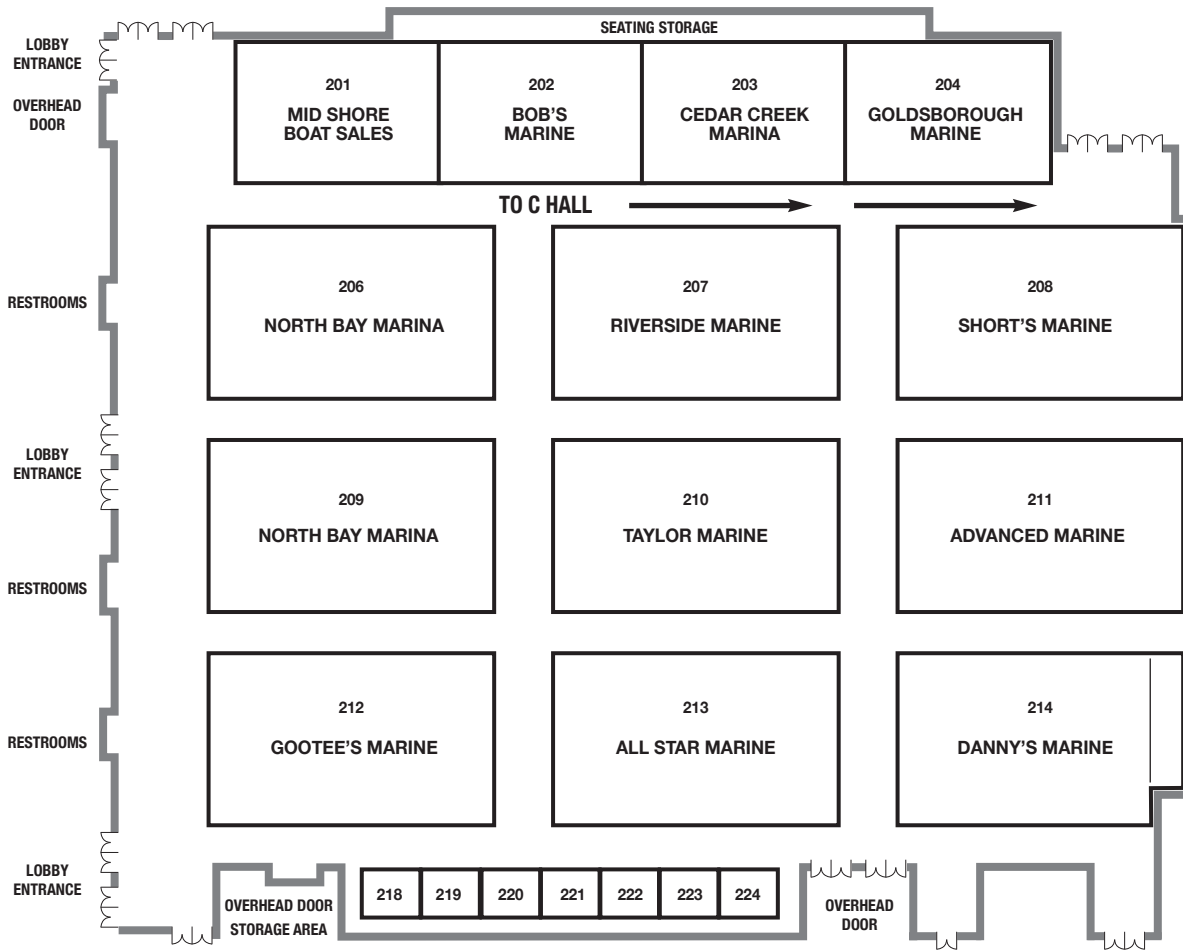 SEATING STORAGE
LOBBY
ENTRANCE
OVERHEAD
DOOR
201
MID SHORE
BOAT SALES
202
BOB'S
MARINE
203
CEDAR CREEK
MARINA
204
GOLDSBOROUGH
MARINE
TO C HALL
RESTROOMS
206
NORTH BAY MARINA
207
RIVERSIDE MARINE
208
SHORT'S MARINE
LOBBY
ENTRANCE
209
NORTH BAY MARINA
210
TAYLOR MARINE
211
ADVANCED MARINE
RESTROOMS
212
GOOTEE'S MARINE
213
ALL STAR MARINE
214
DANNY'S MARINE
RESTROOMS
LOBBY
ENTRANCE
OVERHEAD DOOR
STORAGE AREA
218
219
220
221
222
223
224
OVERHEAD
DOOR